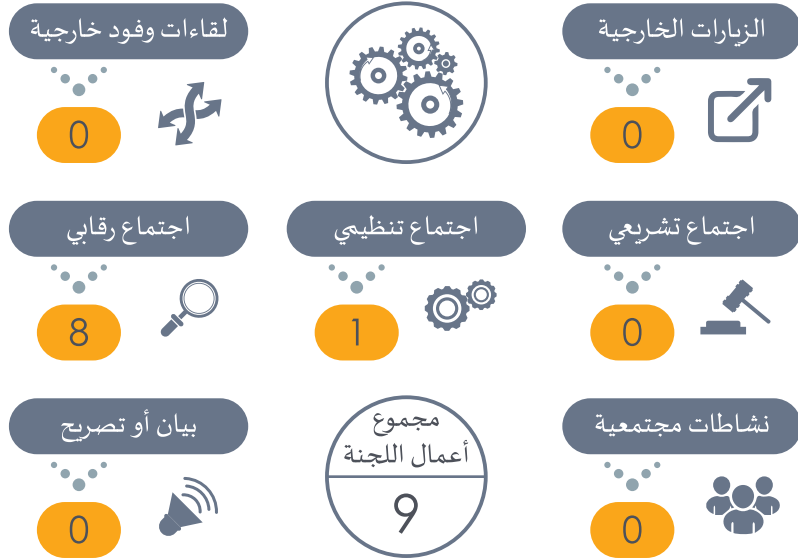 الزيارات الخارجية
0
لقاءات وفود خارجية
0
اجتماع تشريعي
0
اجتماع تنظيمي
1
اجتماع رقابي
8
نشاطات مجتمعية
0
مجموع
أعمال اللجنة
9
بيان أو تصريح
0